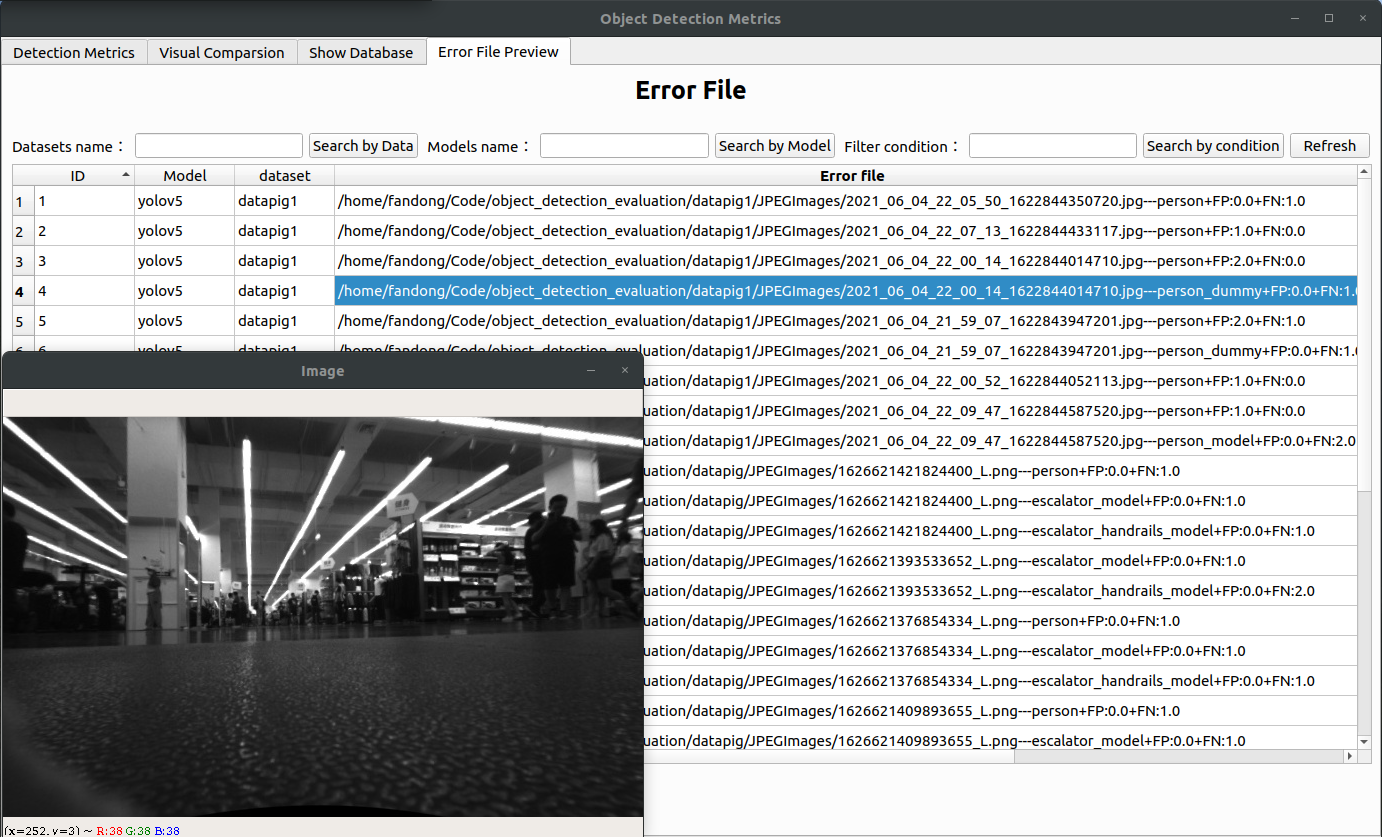 Object Detection Metrics
Detection Metrics Visual Comparsion Show Database Error File Preview
Error File
Datasets name： Search by Data Models name： Search by Model Filter condition： Search by condition Refresh
ID Model dataset Error file
1 1 yolov5 datapig1 /home/fandong/Code/object_detection_evaluation/datapig1/JPEGImages/2021_06_04_22_05_50_1622844350720.jpg---person+FP:0.0+FN:1.0
2 2 yolov5 datapig1 /home/fandong/Code/object_detection_evaluation/datapig1/JPEGImages/2021_06_04_22_07_13_1622844433117.jpg---person+FP:1.0+FN:0.0
3 3 yolov5 datapig1 /home/fandong/Code/object_detection_evaluation/datapig1/JPEGImages/2021_06_04_22_00_14_1622844014710.jpg---person+FP:2.0+FN:0.0
4 4 yolov5 datapig1 /home/fandong/Code/object_detection_evaluation/datapig1/JPEGImages/2021_06_04_22_00_14_1622844014710.jpg---person_dummy+FP:0.0+FN:1.0
5 5 yolov5 datapig1 /home/fandong/Code/object_detection_evaluation/datapig1/JPEGImages/2021_06_04_21_59_07_1622843947201.jpg---person+FP:2.0+FN:1.0
6 6 yolov5 datapig1 /home/fandong/Code/object_detection_evaluation/datapig1/JPEGImages/2021_06_04_21_59_07_1622843947201.jpg---person_dummy+FP:0.0+FN:1.0
uation/datapig1/JPEGImages/2021_06_04_22_00_52_1622844052113.jpg---person+FP:1.0+FN:0.0
uation/datapig1/JPEGImages/2021_06_04_22_09_47_1622844587520.jpg---person+FP:1.0+FN:0.0
uation/datapig1/JPEGImages/2021_06_04_22_09_47_1622844587520.jpg---person_model+FP:0.0+FN:2.0
uation/datapig/JPEGImages/1626621421824400_L.png---person+FP:0.0+FN:1.0
uation/datapig/JPEGImages/1626621421824400_L.png---escalator_model+FP:0.0+FN:1.0
uation/datapig/JPEGImages/1626621421824400_L.png---escalator_handrails_model+FP:0.0+FN:1.0
uation/datapig/JPEGImages/1626621393533652_L.png---escalator_model+FP:0.0+FN:1.0
uation/datapig/JPEGImages/1626621393533652_L.png---escalator_handrails_model+FP:0.0+FN:2.0
uation/datapig/JPEGImages/1626621376854334_L.png---person+FP:0.0+FN:1.0
uation/datapig/JPEGImages/1626621376854334_L.png---escalator_model+FP:0.0+FN:1.0
uation/datapig/JPEGImages/1626621376854334_L.png---escalator_handrails_model+FP:0.0+FN:1.0
uation/datapig/JPEGImages/1626621409893655_L.png---person+FP:0.0+FN:1.0
uation/datapig/JPEGImages/1626621409893655_L.png---escalator_model+FP:0.0+FN:1.0
Image
(x=252, y=3) ~ R:38 G:38 B:38